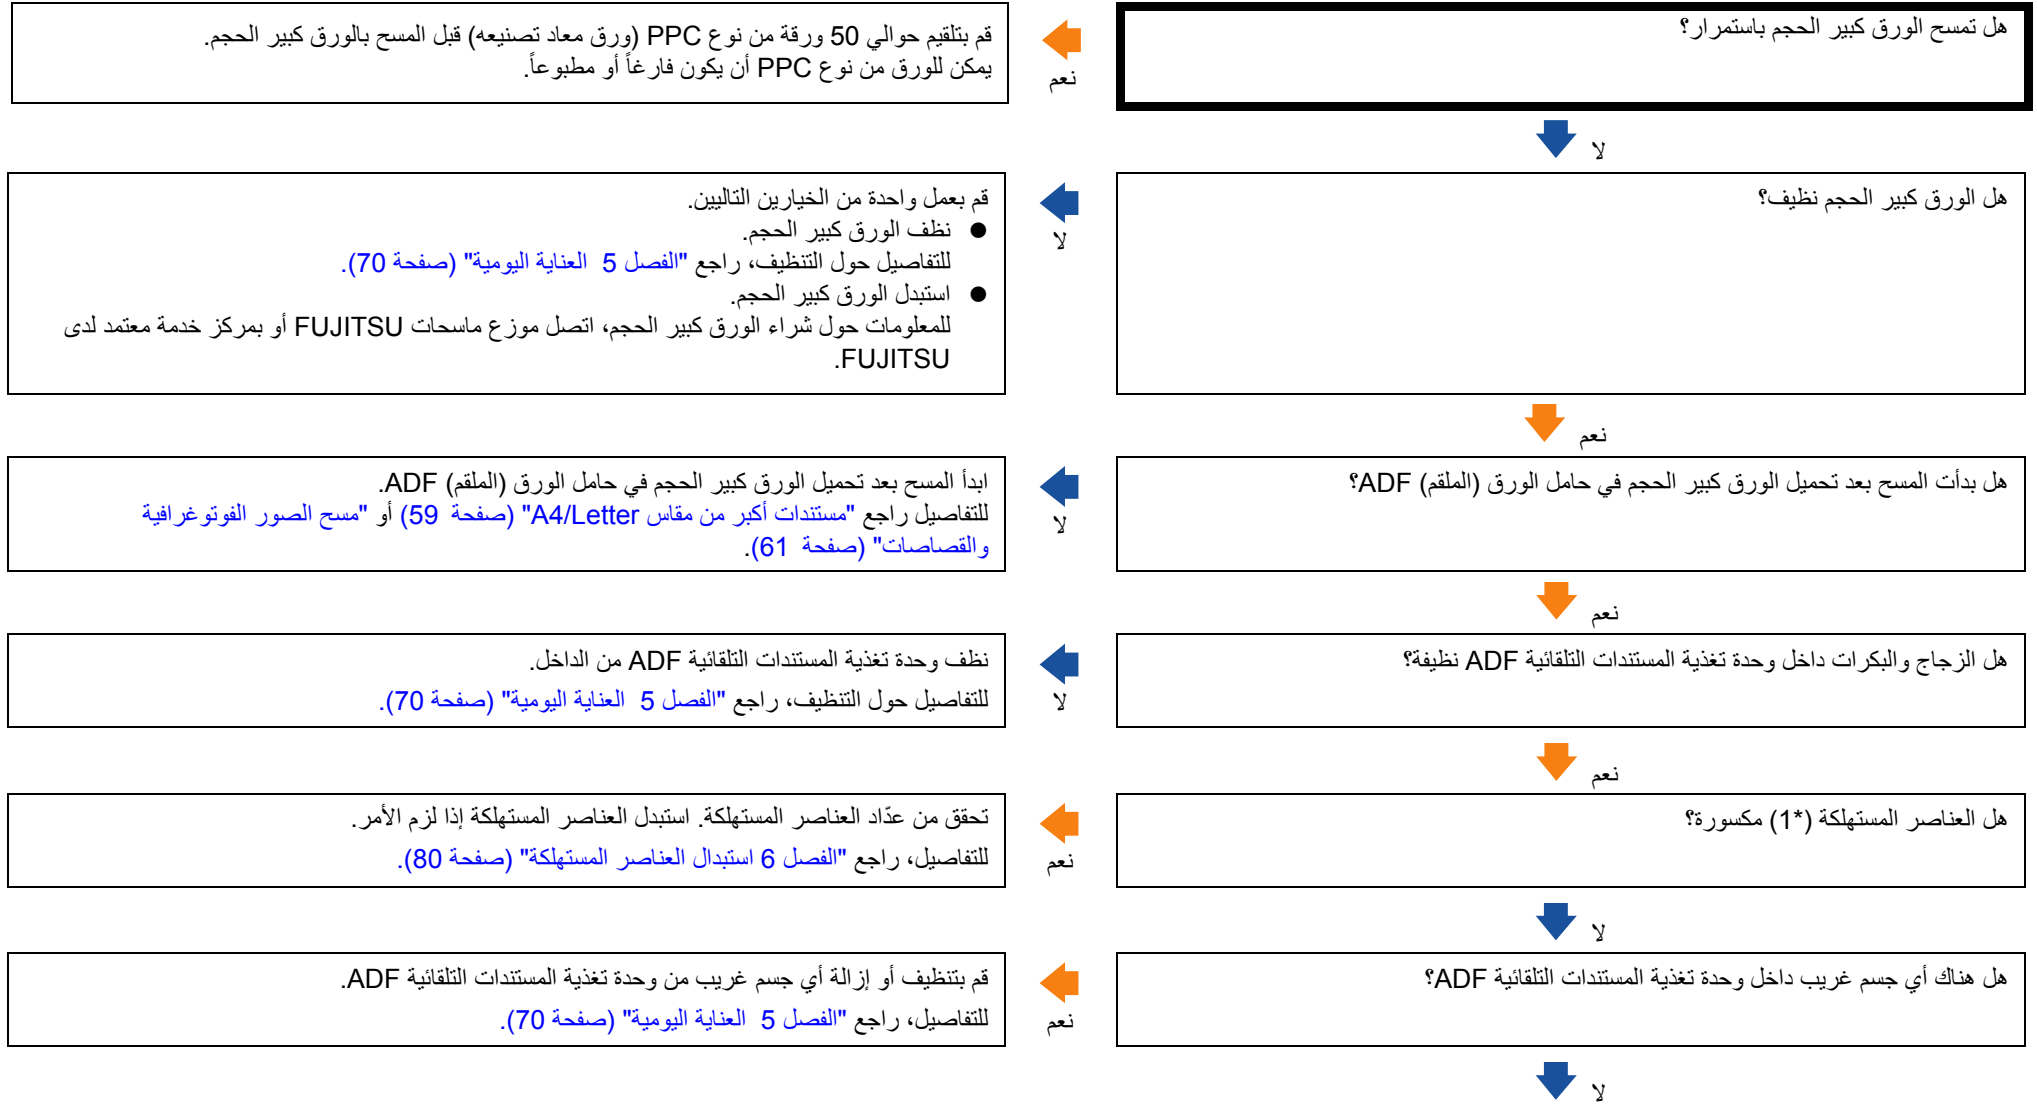 هل تمسح الورق كبير الحجم باستمرار؟
نعم
قم بتلقيم حوالي 50 ورقة من نوع PPC (ورق معاد تصنيعه) قبل المسح بالورق كبير الحجم.
يمكن للورق من نوع PPC أن يكون فارغاً أو مطبوعاً.
لا
هل الورق كبير الحجم نظيف؟
لا
قم بعمل واحدة من الخيارين التاليين.
● نظف الورق كبير الحجم.
للتفاصيل حول التنظيف، راجع "الفصل 5 العناية اليومية" (صفحة 70).
● استبدل الورق كبير الحجم.
للمعلومات حول شراء الورق كبير الحجم، اتصل موزع ماسحات FUJITSU أو بمركز خدمة معتمد لدى
FUJITSU.
نعم
هل بدأت المسح بعد تحميل الورق كبير الحجم في حامل الورق (الملقم) ADF؟
لا
ابدأ المسح بعد تحميل الورق كبير الحجم في حامل الورق (الملقم) ADF.
للتفاصيل راجع "مستندات أكبر من مقاس A4/Letter" (صفحة 59) أو "مسح الصور الفوتوغرافية
والقصاصات" (صفحة 61).
نعم
هل الزجاج والبكرات داخل وحدة تغذية المستندات التلقائية ADF نظيفة؟
لا
نظف وحدة تغذية المستندات التلقائية ADF من الداخل.
للتفاصيل حول التنظيف، راجع "الفصل 5 العناية اليومية" (صفحة 70).
نعم
هل العناصر المستهلكة (*1) مكسورة؟
نعم
تحقق من عدّاد العناصر المستهلكة. استبدل العناصر المستهلكة إذا لزم الأمر.
للتفاصيل، راجع "الفصل 6 استبدال العناصر المستهلكة" (صفحة 80).
لا
هل هناك أي جسم غريب داخل وحدة تغذية المستندات التلقائية ADF؟
نعم
قم بتنظيف أو إزالة أي جسم غريب من وحدة تغذية المستندات التلقائية ADF.
للتفاصيل، راجع "الفصل 5 العناية اليومية" (صفحة 70).
لا